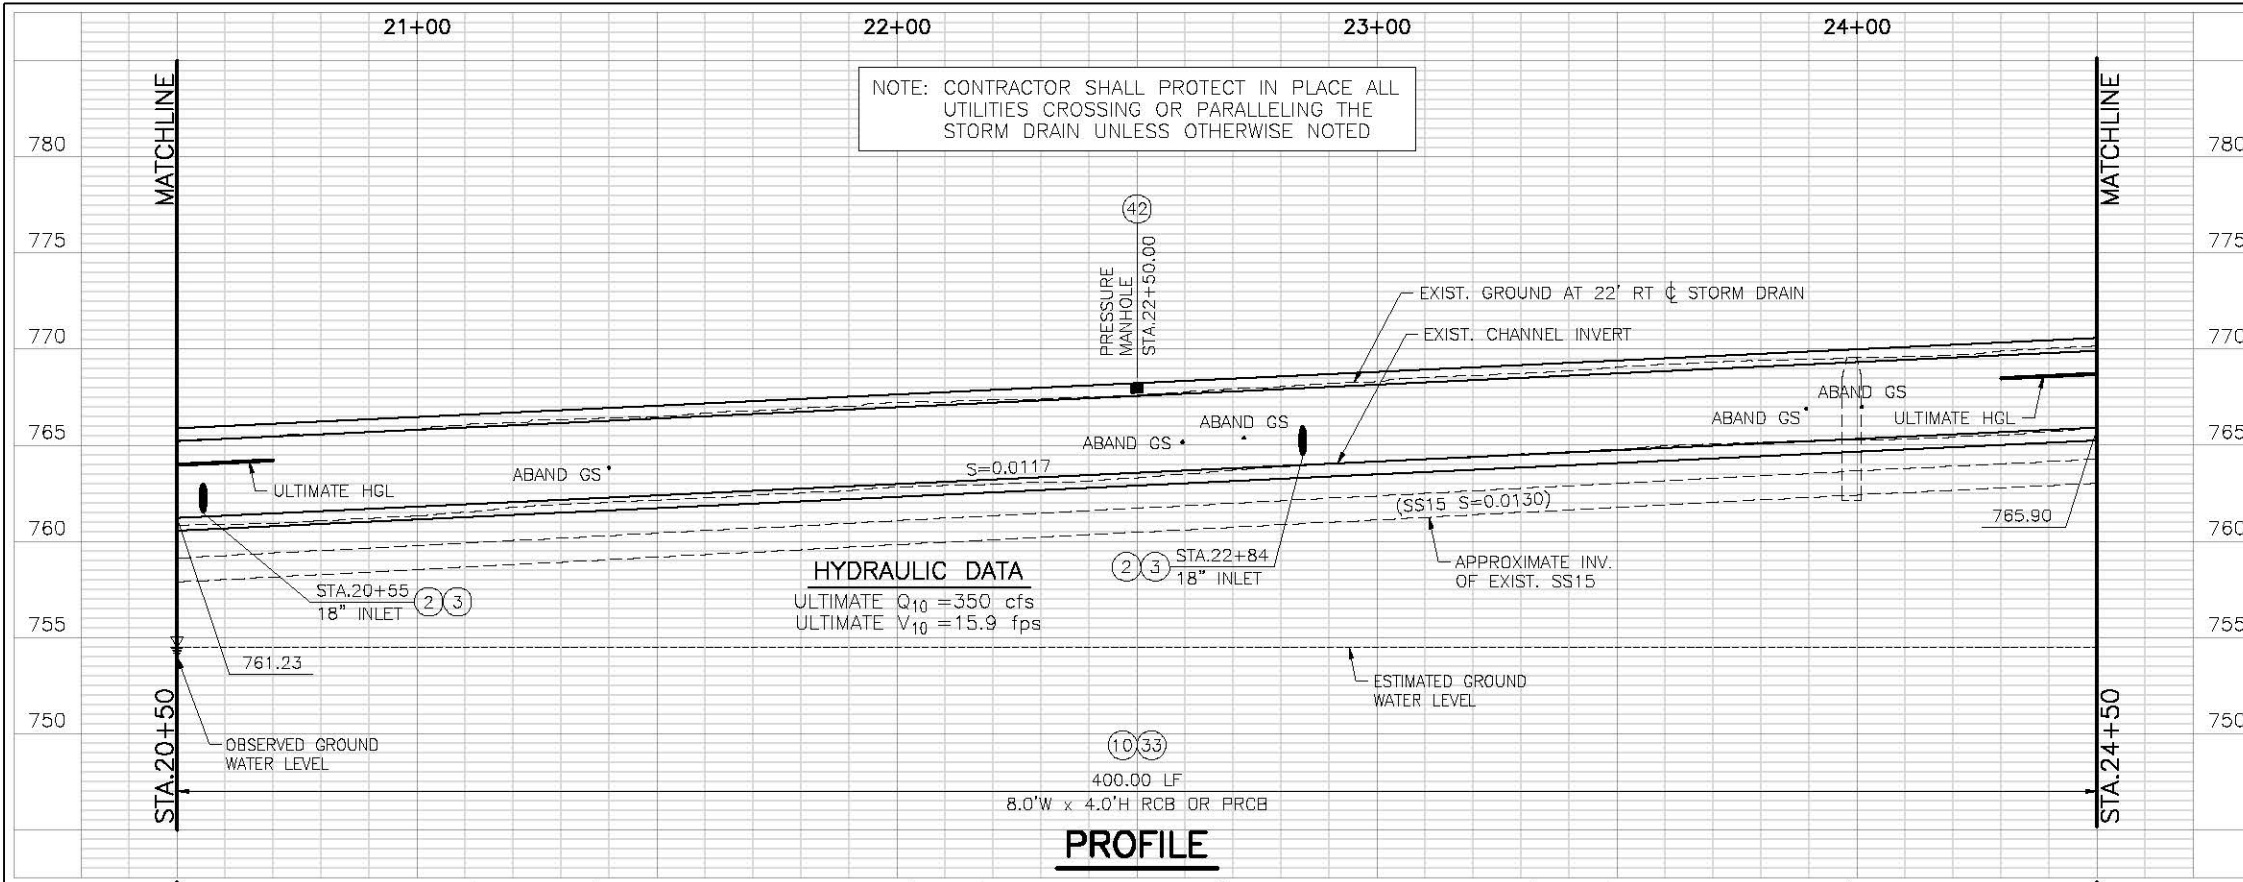 21+00
22+00
23+00
24+00
MATCHLINE
MATCHLINE
NOTE: CONTRACTOR SHALL PROTECT IN PLACE ALL
UTILITIES CROSSING OR PARALLELING THE
STORM DRAIN UNLESS OTHERWISE NOTED
780
780
775
775
770
770
765
765
760
760
755
755
750
750
42
PRESSURE
MANHOLE
STA.22+50.00
EXIST. GROUND AT 22' RT ℄ STORM DRAIN
EXIST. CHANNEL INVERT
ABAND GS
ABAND GS
ABAND GS
ABAND GS
ABAND GS
ULTIMATE HGL
ULTIMATE HGL
S=0.0117
(SS15 S=0.0130)
765.90
APPROXIMATE INV.
OF EXIST. SS15
STA.20+55
18" INLET
2 3
HYDRAULIC DATA
ULTIMATE Q10 =350 cfs
ULTIMATE V10 =15.9 fps
2 3
STA.22+84
18" INLET
761.23
ESTIMATED GROUND
WATER LEVEL
OBSERVED GROUND
WATER LEVEL
STA.20+50
STA.24+50
10 33
400.00 LF
8.0'W x 4.0'H RCB OR PRCB
PROFILE